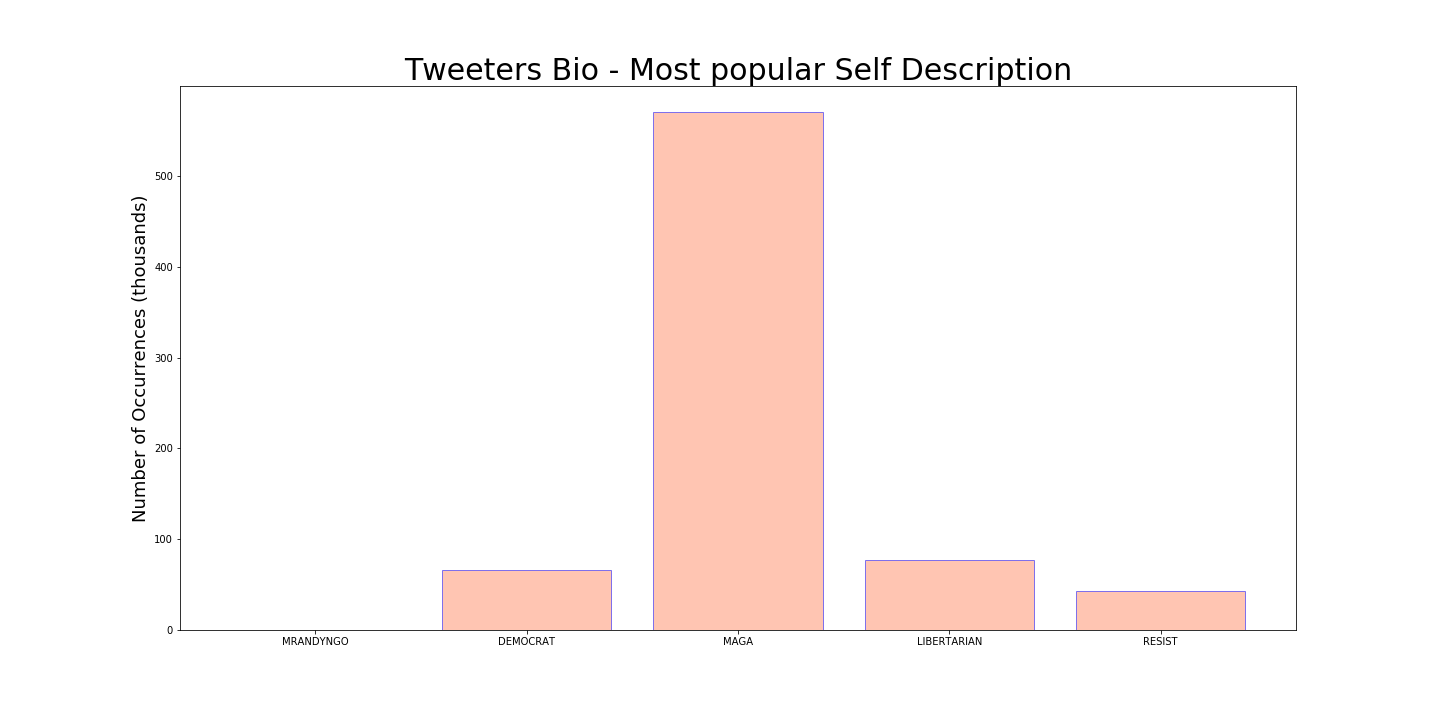 Tweeters Bio - Most popular Self Description
Number of Occurrences (thousands)
500
400
300
200
100
0
MRANDYNGO DEMOCRAT MAGA LIBERTARIAN RESIST